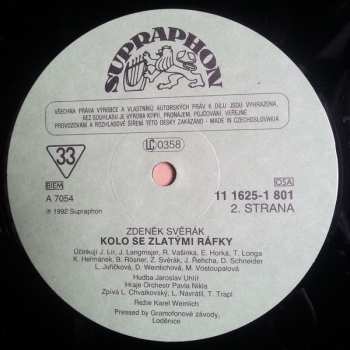 SUPRAPHON
VŠECHNA PRÁVA VÝROBCE A VLASTNÍKŮ AUTORSKÝCH PRÁV K DÍLU JSOU VYHRAZENA.
BEZ SOUHLASU JE VÝROBA KOPIÍ, PRONÁJEM, PŮJČOVÁNÍ, VEŘEJNÉ
PROVOZOVÁNÍ A ROZHLASOVÉ ŠÍŘENÍ TÉTO DESKY ZAKÁZÁNO - MADE IN CZECHOSLOVAKIA
33
LC 0358
BIEM
OSA
A 7054
11 1625-1 801
℗ 1992 Supraphon
2. STRANA
ZDENĚK SVĚRÁK
KOLO SE ZLATÝMI RÁFKY
Účinkují J. Lír, J. Langmajer, R. Vašinka, E. Horká, T. Longa
K. Heřmánek, B. Rösner, Z. Svěrák, J. Řehcha, D. Schneider
L. Juřičková, D. Weinlichová, M. Vostoupalová
Hudba Jaroslav Uhlíř
Hraje Orchestr Pavla Nikla
Zpívá L. Chvalkovský, L. Navrátil, T. Trapl
Režie Karel Weinlich
Pressed by Gramofonové závody,
Loděnice